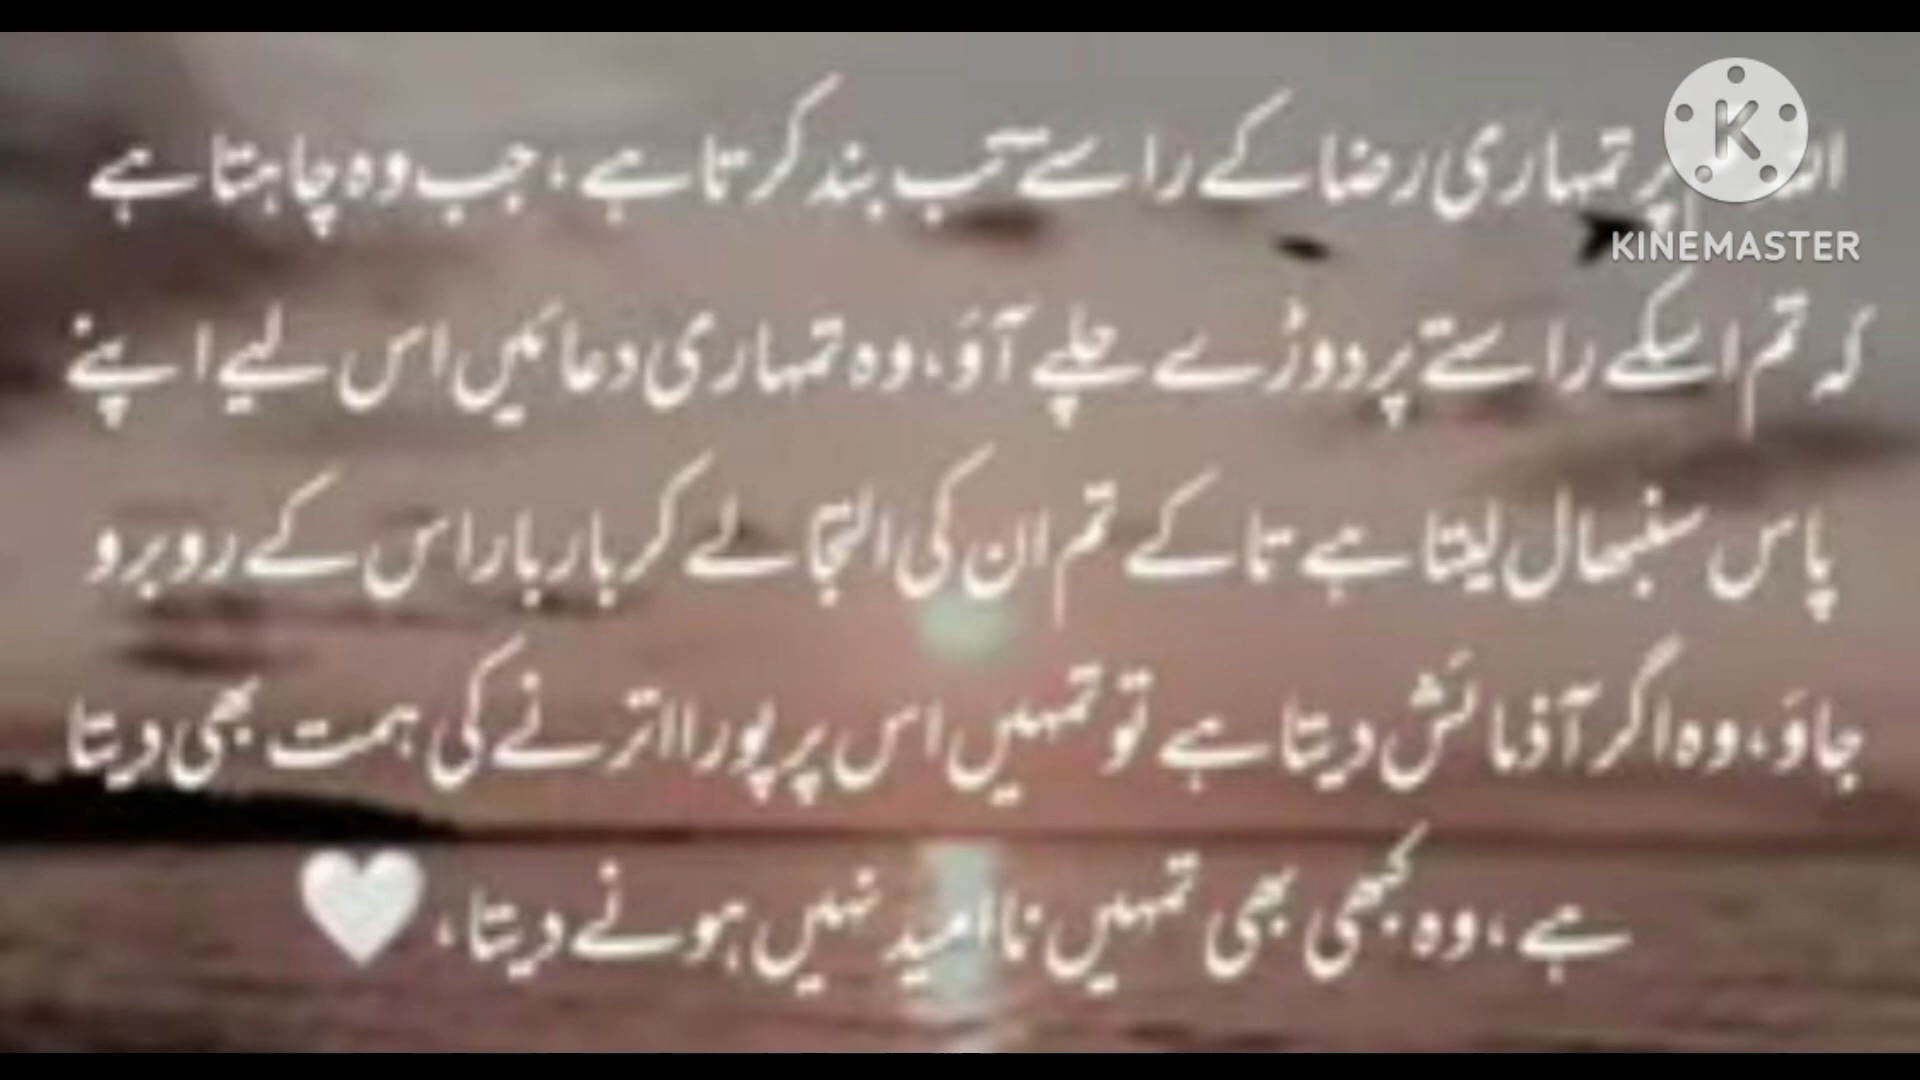 پر تمہاری رضا کے راستے تب بند کرتا ہے ، جب وہ چاہتا ہے
KINEMASTER
کہ تم اسکے راستے پر دوڑے چلے آؤ، وہ تمہاری دعائیں اس لیے اپنے
پاس سنبھال لیتا ہے تا کے تم ان کی التجا لے کر بار بار اس کے روبرو
جاؤ، وہ اگر آذمائش دیتا ہے تو تمہیں اس پر پورا اترنے کی ہمت بھی دیتا
ہے ، وہ کبھی بھی تمہیں نا امید نہیں ہونے دیتا ، 🤍